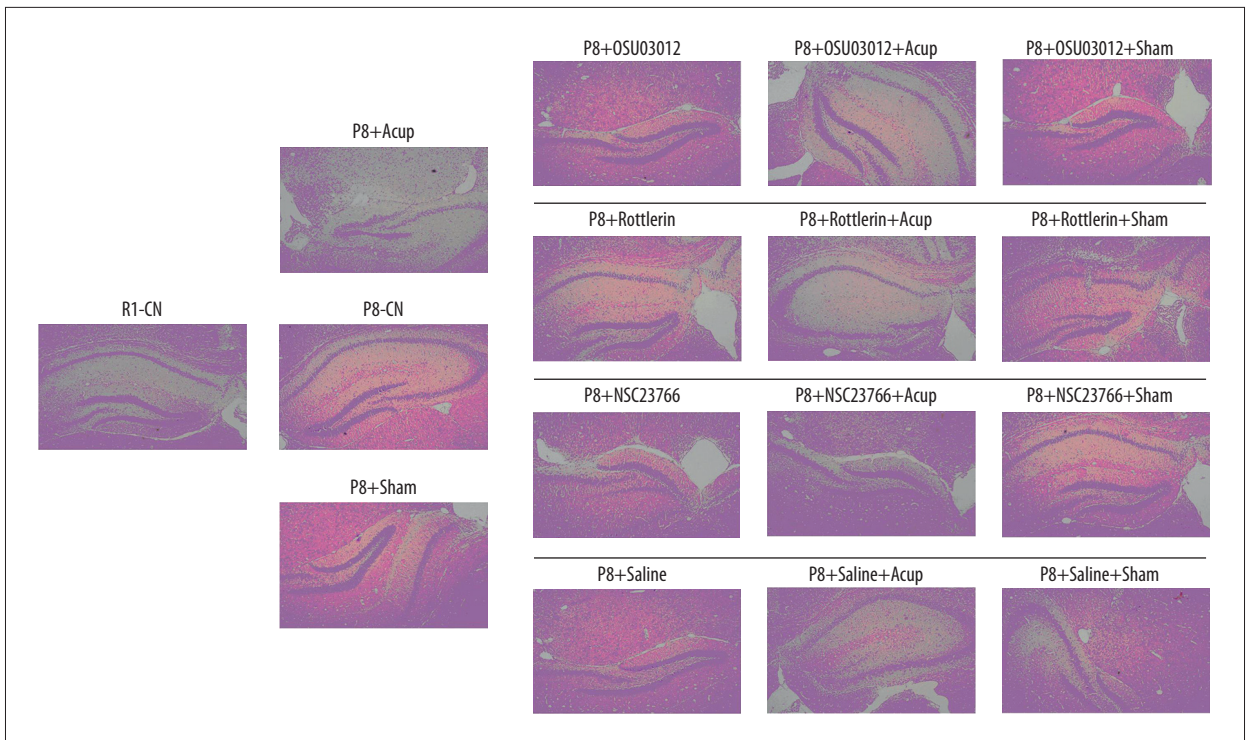 P8+OSU03012
P8+OSU03012+Acup
P8+OSU03012+Sham
P8+Acup
P8+Rottlerin
P8+Rottlerin+Acup
P8+Rottlerin+Sham
R1-CN
P8-CN
P8+NSC23766
P8+NSC23766+Acup
P8+NSC23766+Sham
P8+Sham
P8+Saline
P8+Saline+Acup
P8+Saline+Sham